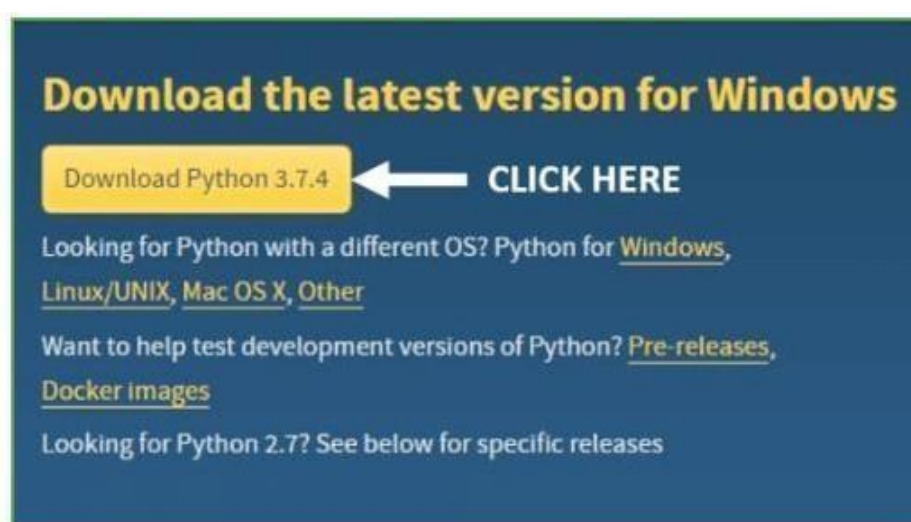 Download the latest version for Windows
Download Python 3.7.4
CLICK HERE
Looking for Python with a different OS? Python for Windows,
Linux/UNIX, Mac OS X, Other
Want to help test development versions of Python? Pre-releases,
Docker images
Looking for Python 2.7? See below for specific releases